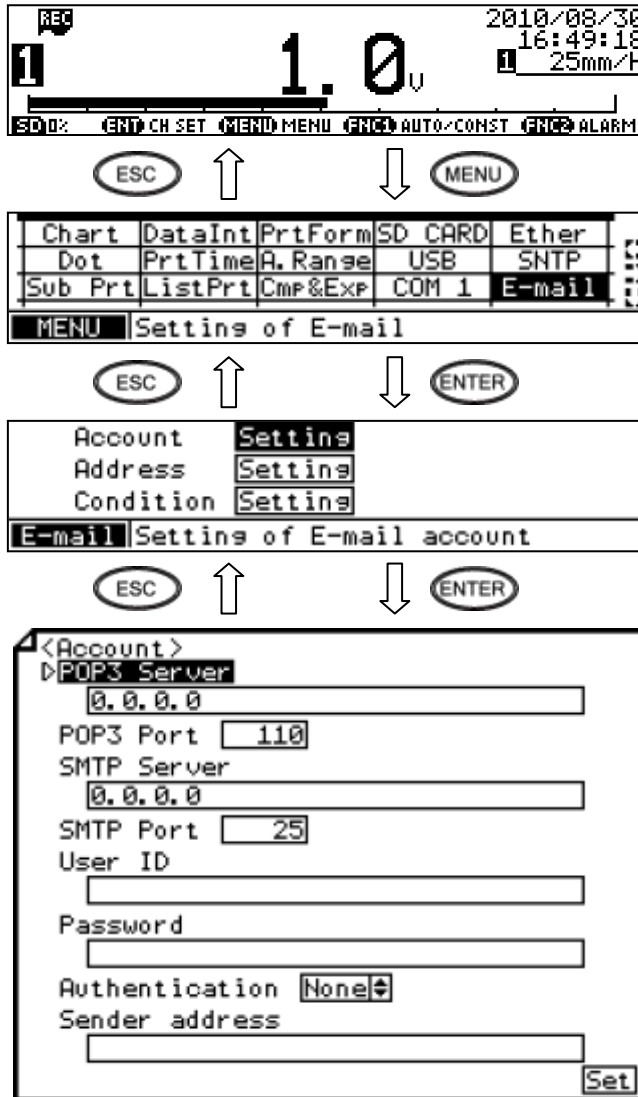 REC
2010/08/30
16:49:18
1 1.0V 1 25mm/H
SD 0% ENT CH SET MENU MENU FNC1 AUTO/CONST FNC2 ALARM
ESC MENU
Chart DataInt PrtForm SD CARD Ether
Dot PrtTime A.Range USB SNTP
Sub Prt ListPrt Cmp&Exp COM 1 E-mail
MENU Setting of E-mail
ESC ENTER
Account Setting
Address Setting
Condition Setting
E-mail Setting of E-mail account
ESC ENTER
<Account>
POP3 Server
0.0.0.0
POP3 Port 110
SMTP Server
0.0.0.0
SMTP Port 25
User ID
Password
Authentication None
Sender address
Set